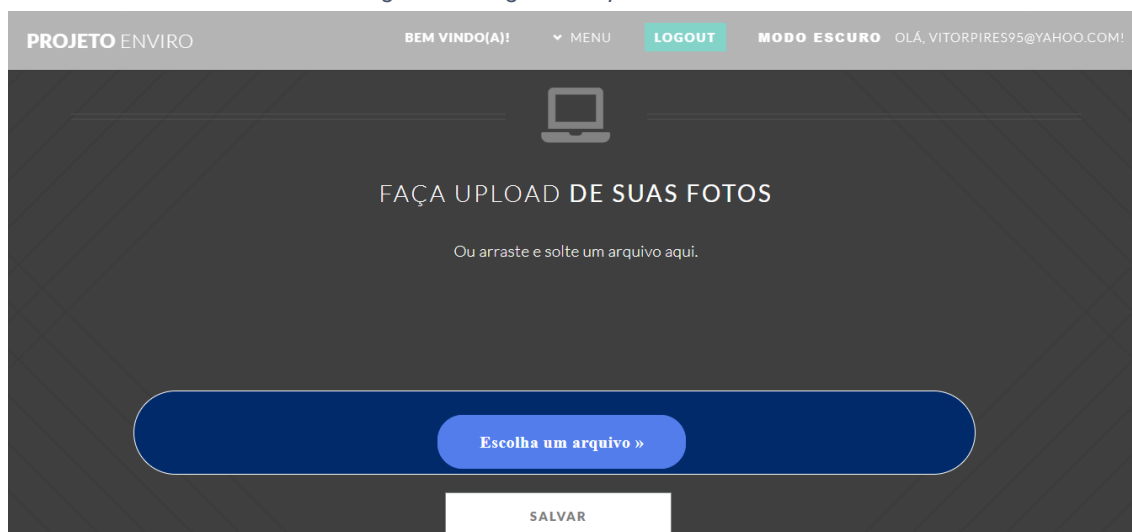 PROJETO ENVIRO BEM VINDO(A)! MENU LOGOUT MODO ESCURO OLÁ, VITORPIRES95@YAHOO.COM!
FAÇA UPLOAD DE SUAS FOTOS
Ou arraste e solte um arquivo aqui.
Escolha um arquivo »
SALVAR